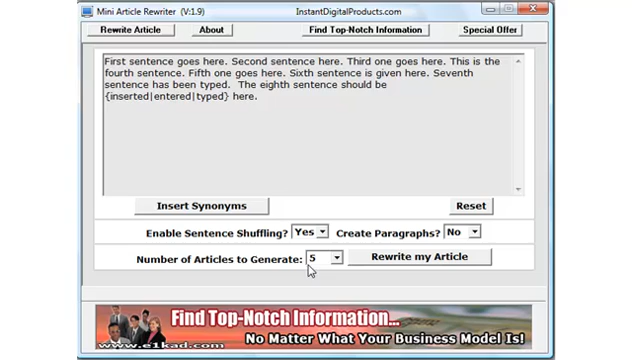 Mini Article Rewriter (V:1.9) InstantDigitalProducts.com
Rewrite Article About Find Top-Notch Information Special Offer
First sentence goes here. Second sentence here. Third one goes here. This is the
fourth sentence. Fifth one goes here. Sixth sentence is given here. Seventh
sentence has been typed.  The eighth sentence should be
{inserted|entered|typed} here.
Insert Synonyms Reset
Enable Sentence Shuffling? Yes Create Paragraphs? No
Number of Articles to Generate: 5 Rewrite my Article
Find Top-Notch Information...
No Matter What Your Business Model Is!
www.e1kad.com